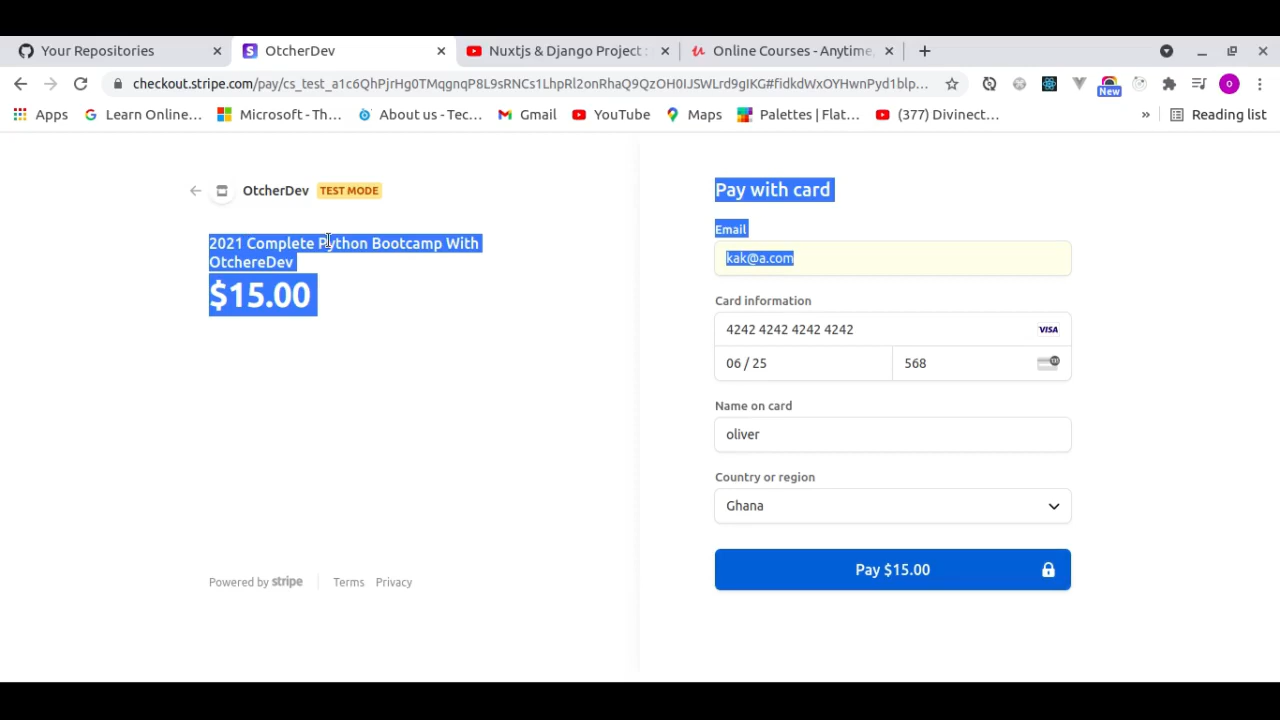 Your Repositories
OtcherDev
Nuxtjs & Django Project :
Online Courses - Anytime,
checkout.stripe.com/pay/cs_test_a1c6QhPjrHg0TMqgnqP8L9sRNCs1LhpRl2onRhaQ9QzOH0IJSWLrd9gIKG#fidkdWxOYHwnPyd1blp...
New
Apps
Learn Online...
Microsoft - Th...
About us - Tec...
Gmail
YouTube
Maps
Palettes | Flat...
(377) Divinect...
»
Reading list
OtcherDev TEST MODE
2021 Complete Python Bootcamp With
OtchereDev
$15.00
Powered by stripe
Terms Privacy
Pay with card
Email
kak@a.com
Card information
4242 4242 4242 4242 VISA
06 / 25 568
Name on card
oliver
Country or region
Ghana
Pay $15.00